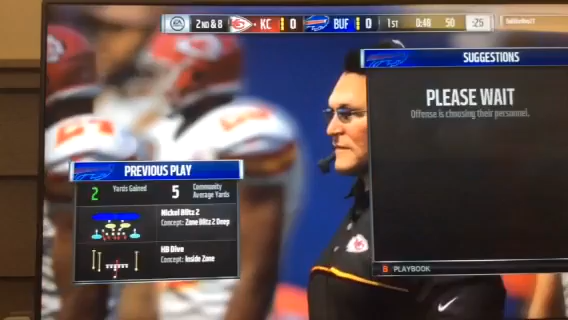 EA 2ND & 8 KC 0 BUF 0 1ST 0:48 50 :25
SUGGESTIONS
PLEASE WAIT
Offense is choosing their personnel.
PREVIOUS PLAY
2 Yards Gained 5 Community Average Yards
Nickel Blitz 2
Concept: Zone Blitz 2 Deep
HB Dive
Concept: Inside Zone
B PLAYBOOK